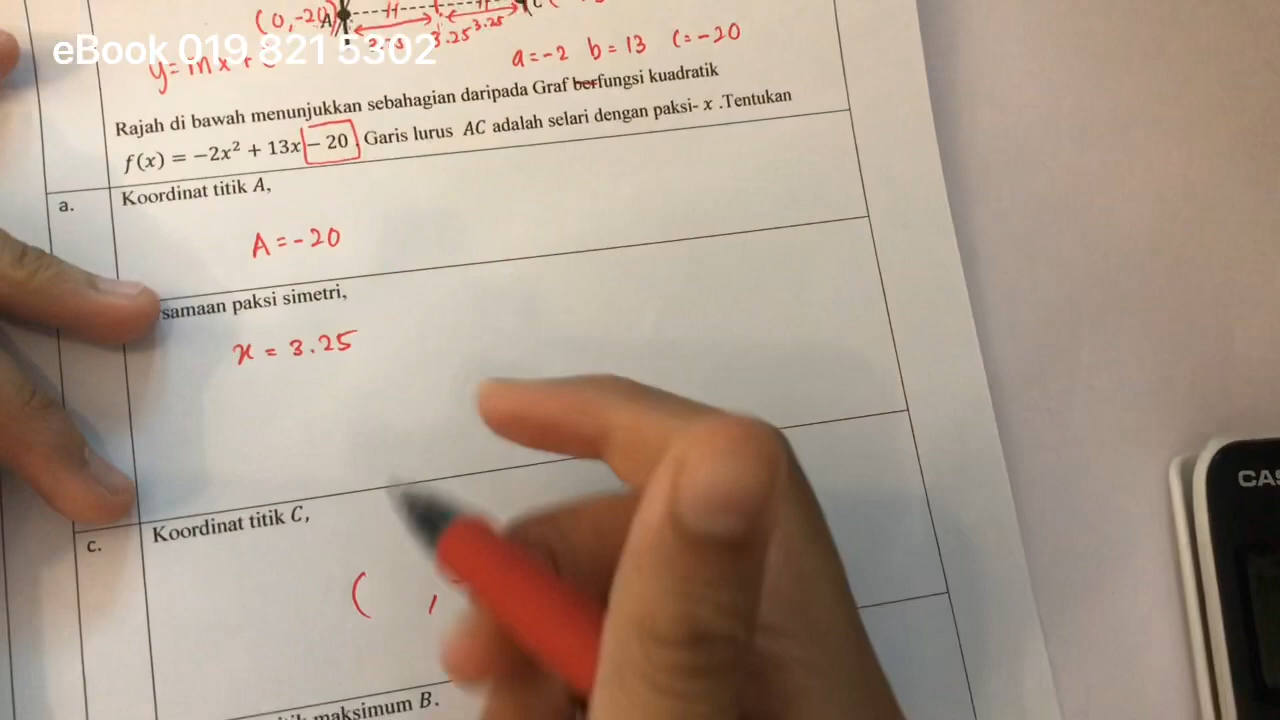 (0,-20) A
3.25 3.25
eBook 019 821 5302
y=mx+c
a=-2 b=13 c=-20
Rajah di bawah menunjukkan sebahagian daripada Graf berfungsi kuadratik
f(x) = −2x² + 13x − 20. Garis lurus AC adalah selari dengan paksi- x .Tentukan
a. Koordinat titik A,
A=-20
samaan paksi simetri,
x = 3.25
c. Koordinat titik C,
( ,
maksimum B.
CAS